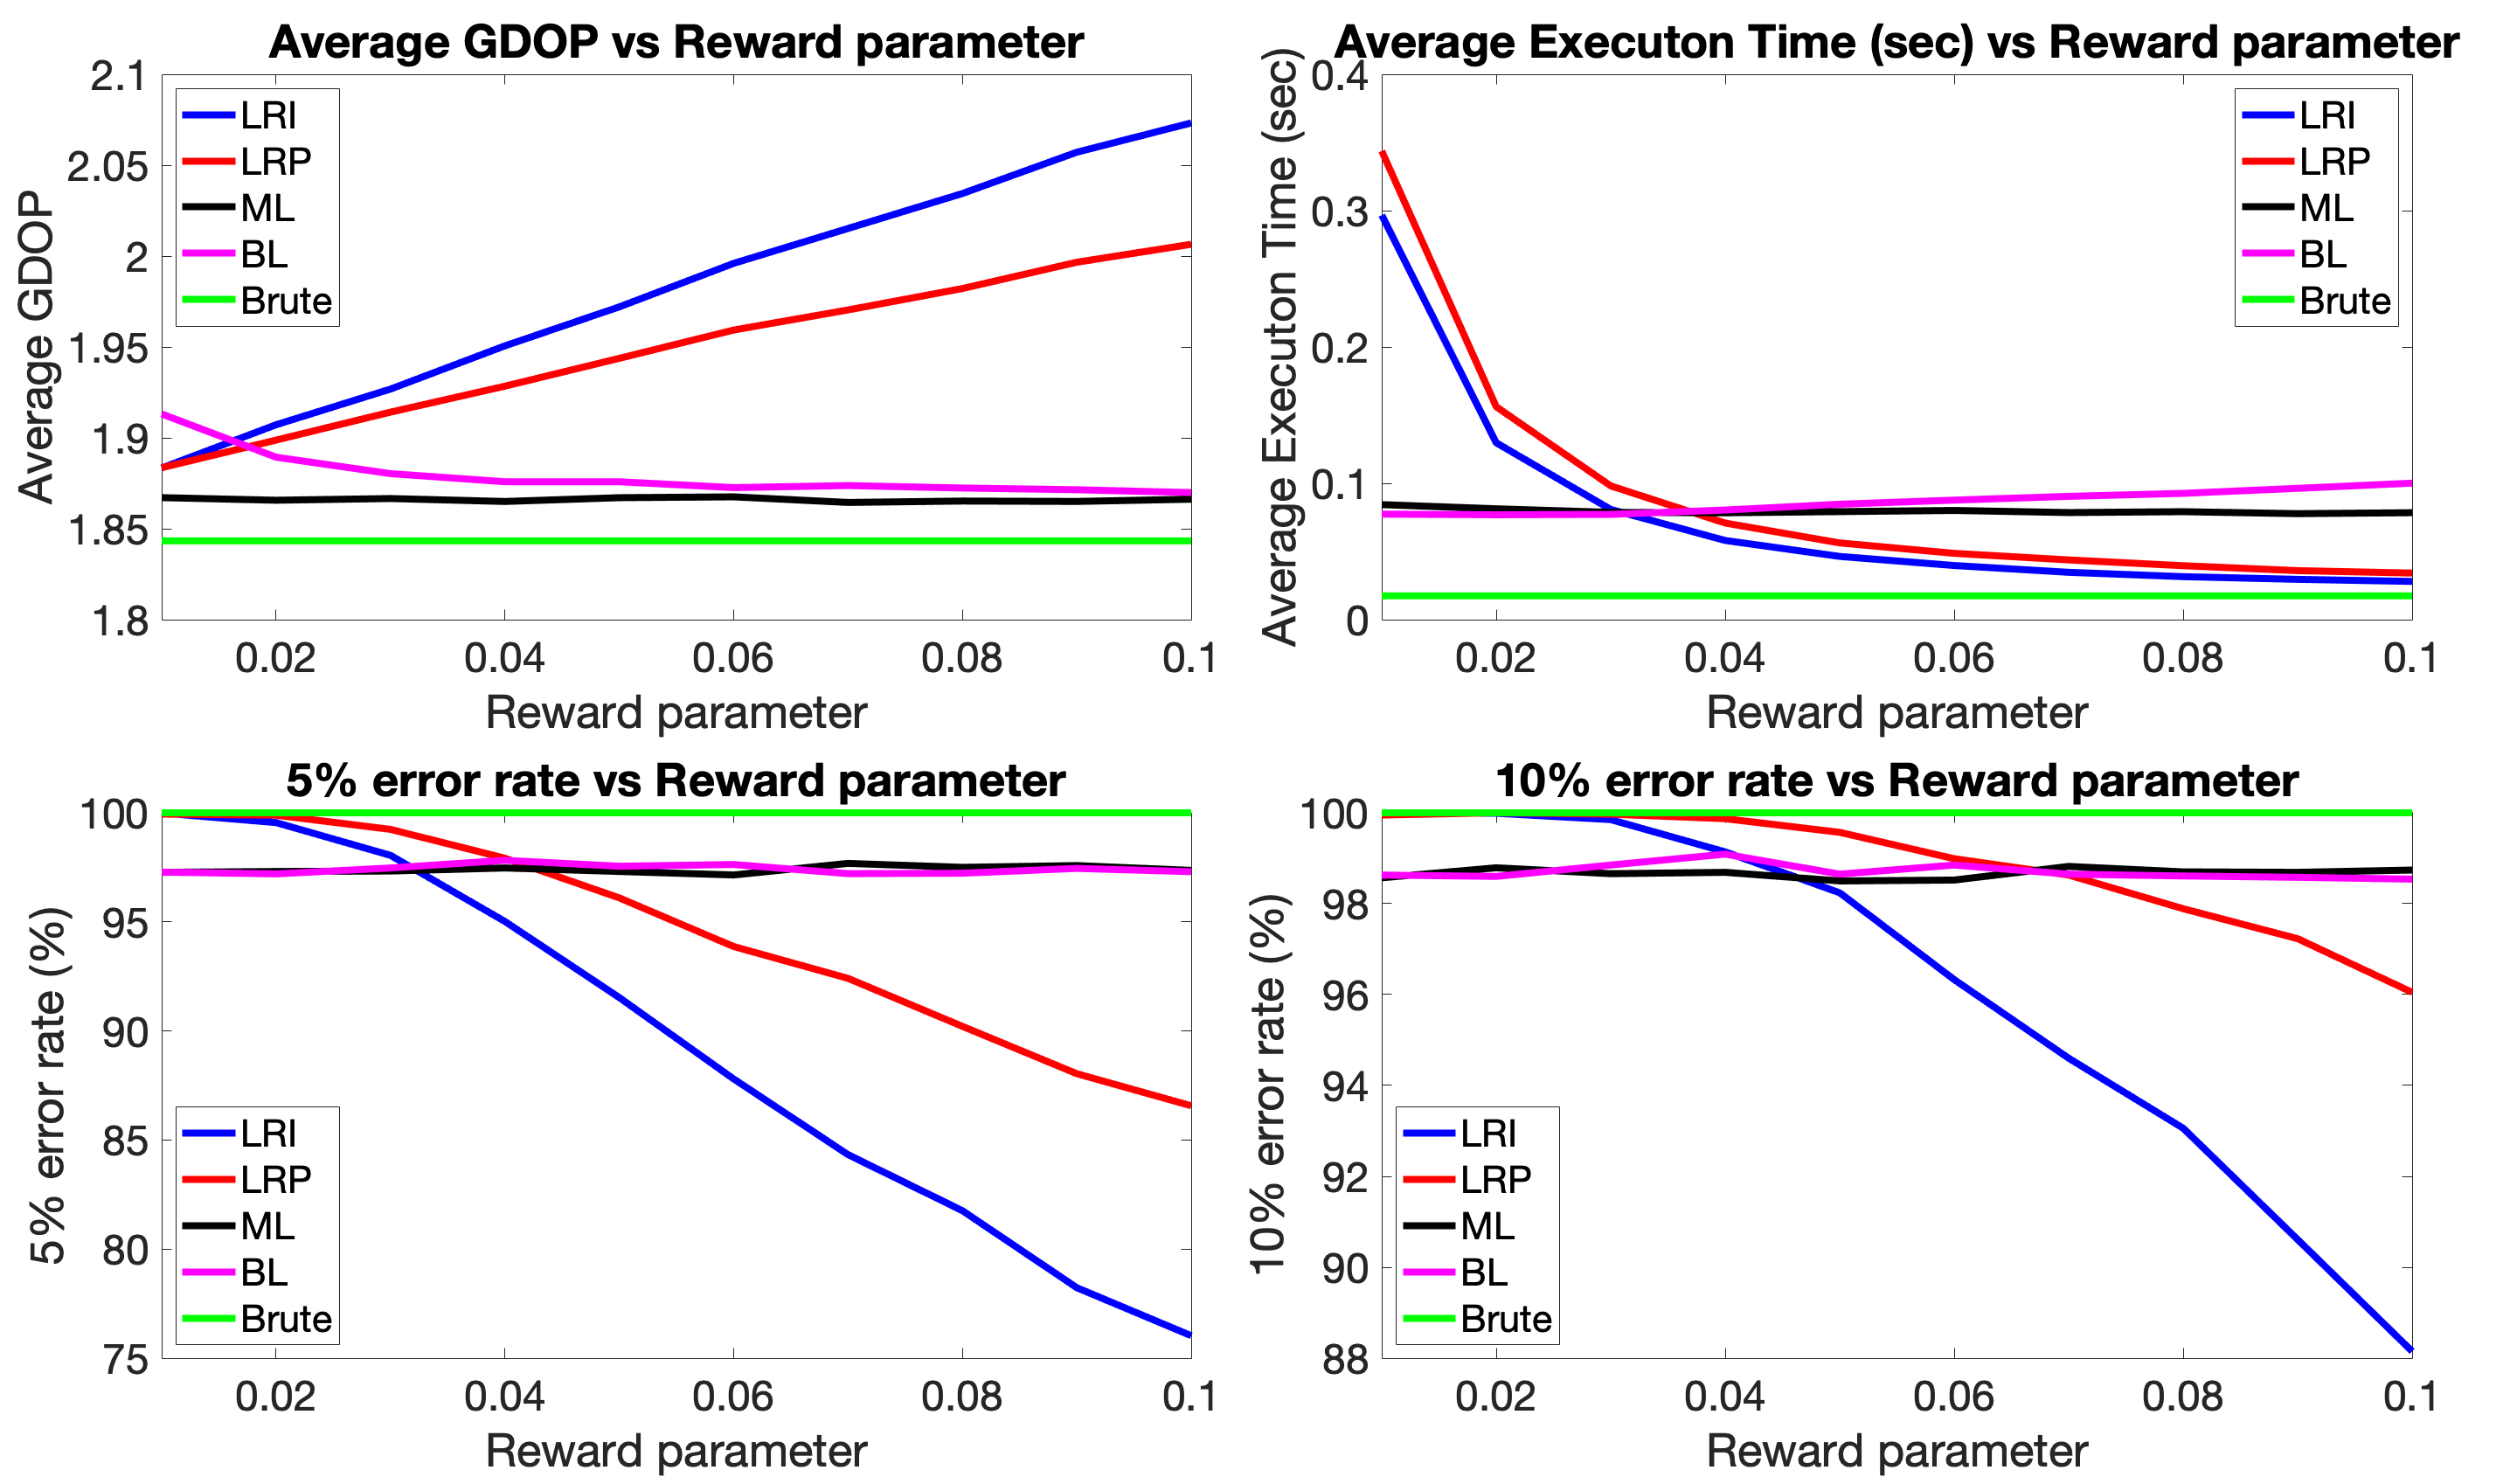 Average GDOP vs Reward parameter
Average GDOP
2.1
2.05
2
1.95
1.9
1.85
1.8
LRI
LRP
ML
BL
Brute
0.02 0.04 0.06 0.08 0.1
Reward parameter
Average Executon Time (sec) vs Reward parameter
Average Executon Time (sec)
0.4
0.3
0.2
0.1
0
LRI
LRP
ML
BL
Brute
0.02 0.04 0.06 0.08 0.1
Reward parameter
5% error rate vs Reward parameter
5% error rate (%)
100
95
90
85
80
75
LRI
LRP
ML
BL
Brute
0.02 0.04 0.06 0.08 0.1
Reward parameter
10% error rate vs Reward parameter
10% error rate (%)
100
98
96
94
92
90
88
LRI
LRP
ML
BL
Brute
0.02 0.04 0.06 0.08 0.1
Reward parameter